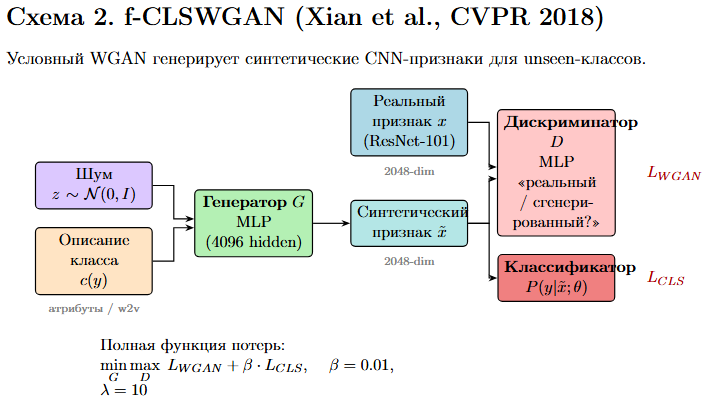 Схема 2. f-CLSWGAN (Xian et al., CVPR 2018)
Условный WGAN генерирует синтетические CNN-признаки для unseen-классов.
Шум
z ∼ 𝒩(0, I)
Описание
класса
c(y)
атрибуты / w2v
Генератор G
MLP
(4096 hidden)
Реальный
признак x
(ResNet-101)
2048-dim
Синтетический
признак x̃
2048-dim
Дискриминатор
D
MLP
«реальный
/ сгенери-
рованный?»
L_WGAN
Классификатор
P(y|x̃; θ)
L_CLS
Полная функция потерь:
min_G max_D L_WGAN + β · L_CLS, β = 0.01,
λ = 10